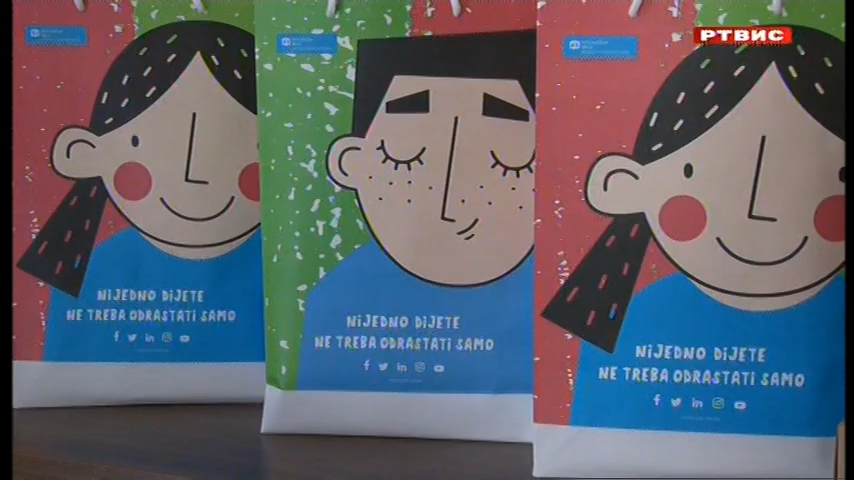 РТВИС
NIJEDNO DIJETE
NE TREBA ODRASTATI SAMO
NIJEDNO DIJETE
NE TREBA ODRASTATI SAMO
NIJEDNO DIJETE
NE TREBA ODRASTATI SAMO